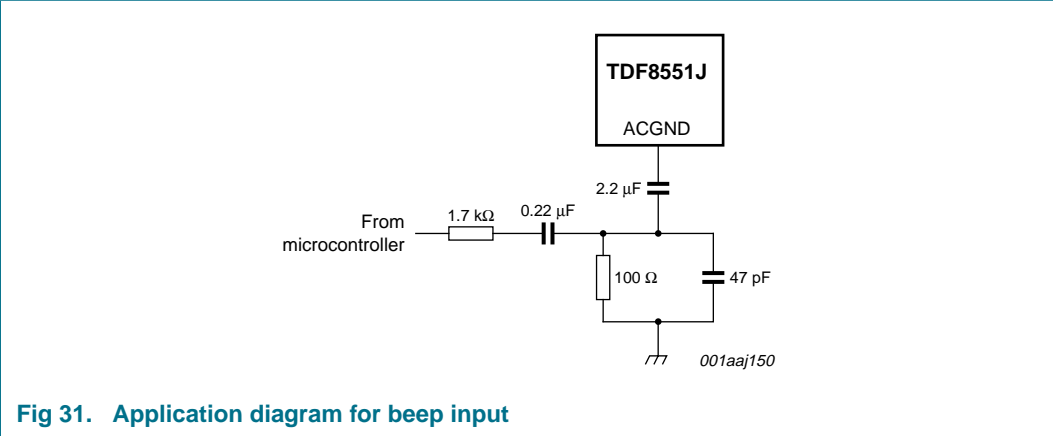 TDF8551J
ACGND
2.2 μF
From
microcontroller
1.7 kΩ
0.22 μF
100 Ω
47 pF
001aaj150
Fig 31. Application diagram for beep input